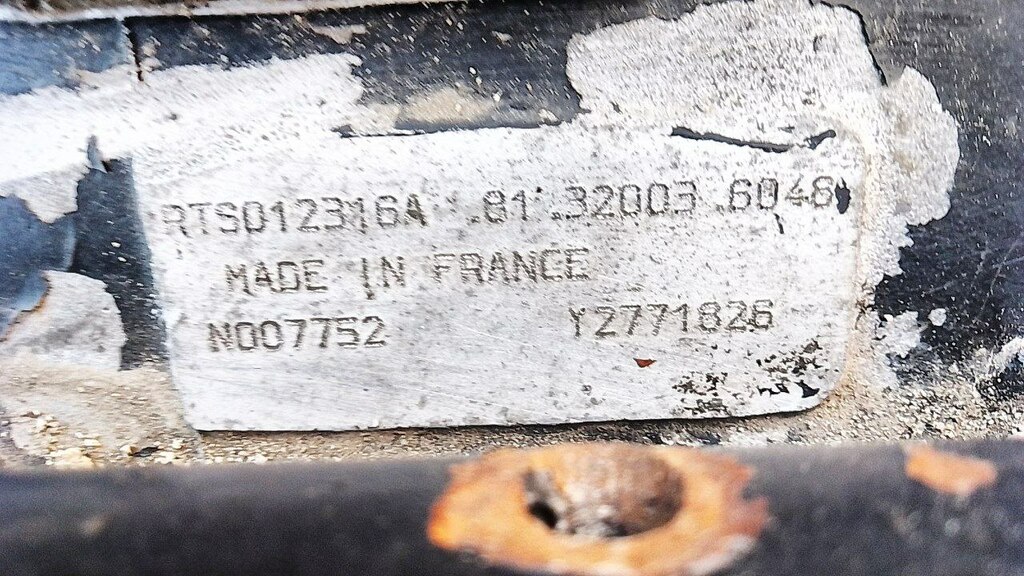 RTS012316A .81.32003.6048
MADE IN FRANCE
N007752 Y2771826